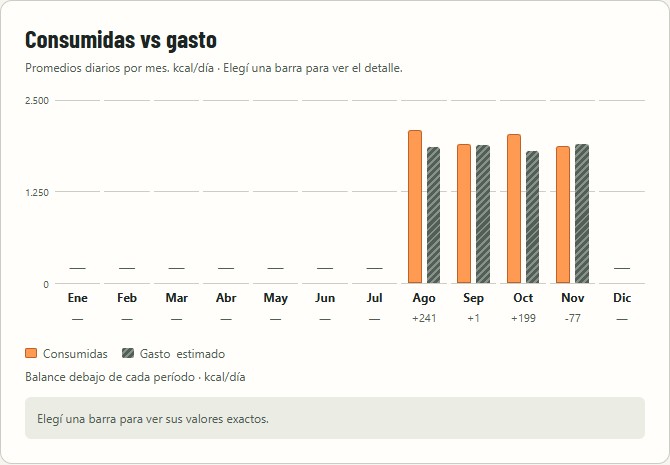 Consumidas vs gasto
Promedios diarios por mes. kcal/día · Elegí una barra para ver el detalle.
2.500
1.250
0
— — — — — — — —
Ene Feb Mar Abr May Jun Jul Ago Sep Oct Nov Dic
— — — — — — — +241 +1 +199 -77 —
Consumidas Gasto estimado
Balance debajo de cada período · kcal/día
Elegí una barra para ver sus valores exactos.